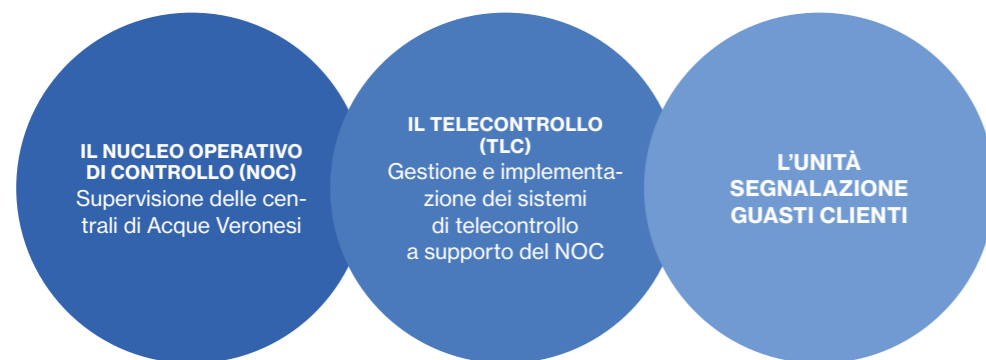 IL NUCLEO OPERATIVO
DI CONTROLLO (NOC)
Supervisione delle cen-
trali di Acque Veronesi
IL TELECONTROLLO
(TLC)
Gestione e implementa-
zione dei sistemi
di telecontrollo
a supporto del NOC
L’UNITÀ
SEGNALAZIONE
GUASTI CLIENTI